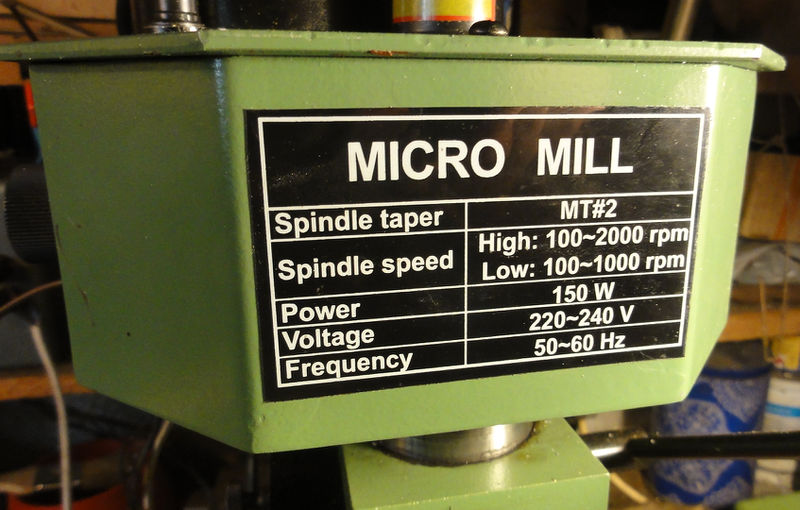 MICRO MILL
Spindle taper MT#2
Spindle speed High: 100~2000 rpm
Low: 100~1000 rpm
Power 150 W
Voltage 220~240 V
Frequency 50~60 Hz